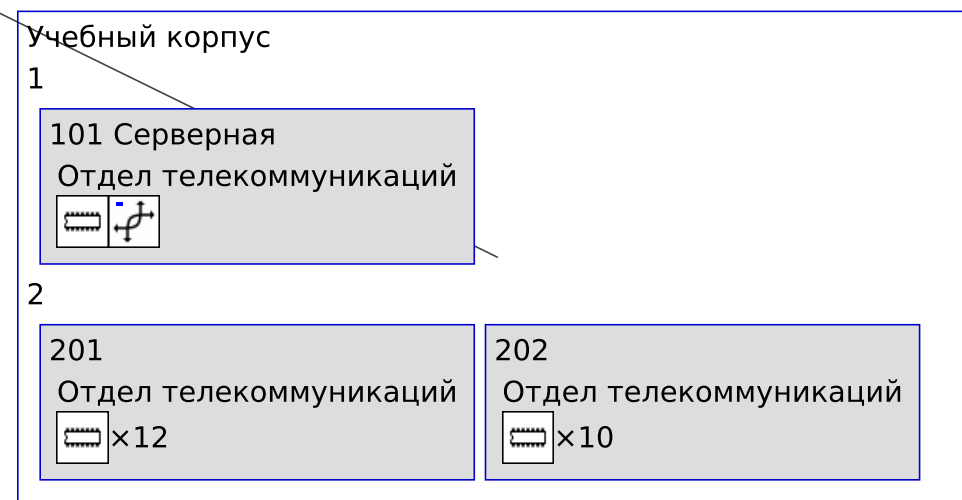 Учебный корпус
1
101 Серверная
Отдел телекоммуникаций
2
201
Отдел телекоммуникаций
×12
202
Отдел телекоммуникаций
×10